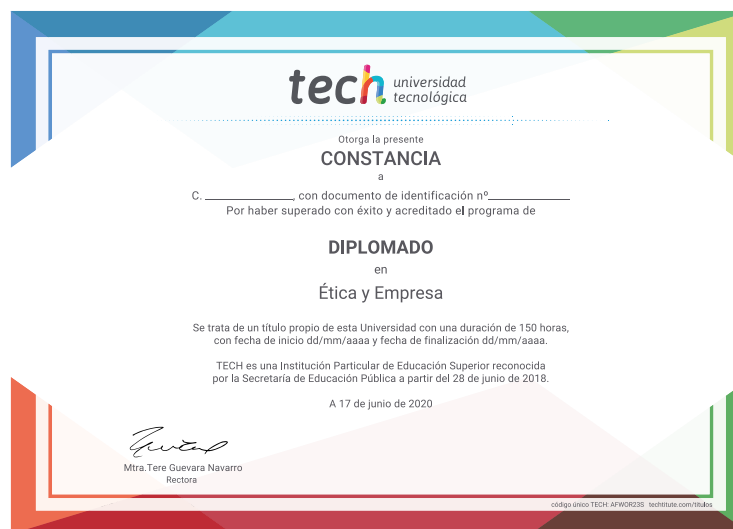 tech universidad
tecnológica
Otorga la presente
CONSTANCIA
a
C. ____________, con documento de identificación nº____________
Por haber superado con éxito y acreditado el programa de
DIPLOMADO
en
Ética y Empresa
Se trata de un título propio de esta Universidad con una duración de 150 horas,
con fecha de inicio dd/mm/aaaa y fecha de finalización dd/mm/aaaa.
TECH es una Institución Particular de Educación Superior reconocida
por la Secretaría de Educación Pública a partir del 28 de junio de 2018.
A 17 de junio de 2020
Mtra.Tere Guevara Navarro
Rectora
código único TECH: AFWOR23S techtitute.com/titulos